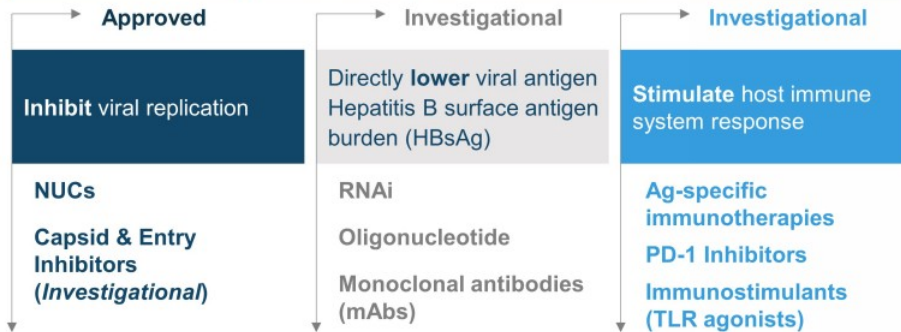 Approved
Inhibit viral replication
NUCs
Capsid & Entry
Inhibitors
(Investigational)
Investigational
Directly lower viral antigen
Hepatitis B surface antigen
burden (HBsAg)
RNAi
Oligonucleotide
Monoclonal antibodies
(mAbs)
Investigational
Stimulate host immune
system response
Ag-specific
immunotherapies
PD-1 Inhibitors
Immunostimulants
(TLR agonists)